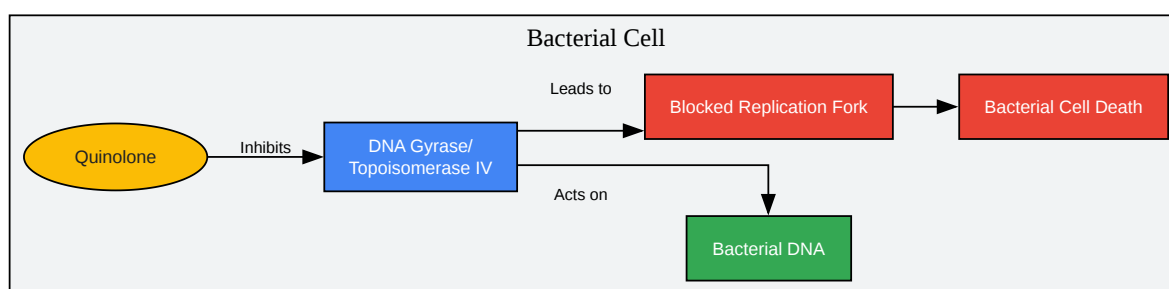 Bacterial Cell
Quinolone
Inhibits
DNA Gyrase/
Topoisomerase IV
Leads to
Blocked Replication Fork
Bacterial Cell Death
Acts on
Bacterial DNA